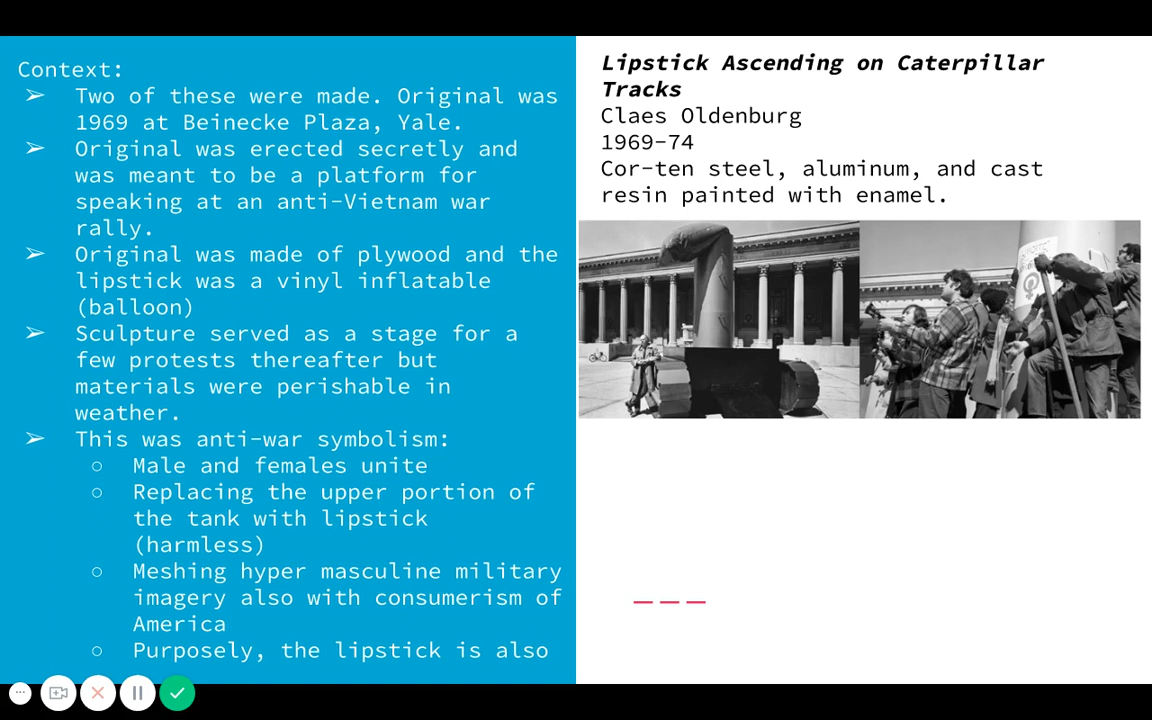 Context:
➢ Two of these were made. Original was
1969 at Beinecke Plaza, Yale.
➢ Original was erected secretly and
was meant to be a platform for
speaking at an anti-Vietnam war
rally.
➢ Original was made of plywood and the
lipstick was a vinyl inflatable
(balloon)
➢ Sculpture served as a stage for a
few protests thereafter but
materials were perishable in
weather.
➢ This was anti-war symbolism:
○ Male and females unite
○ Replacing the upper portion of
the tank with lipstick
(harmless)
○ Meshing hyper masculine military
imagery also with consumerism of
America
○ Purposely, the lipstick is also
Lipstick Ascending on Caterpillar
Tracks
Claes Oldenburg
1969-74
Cor-ten steel, aluminum, and cast
resin painted with enamel.